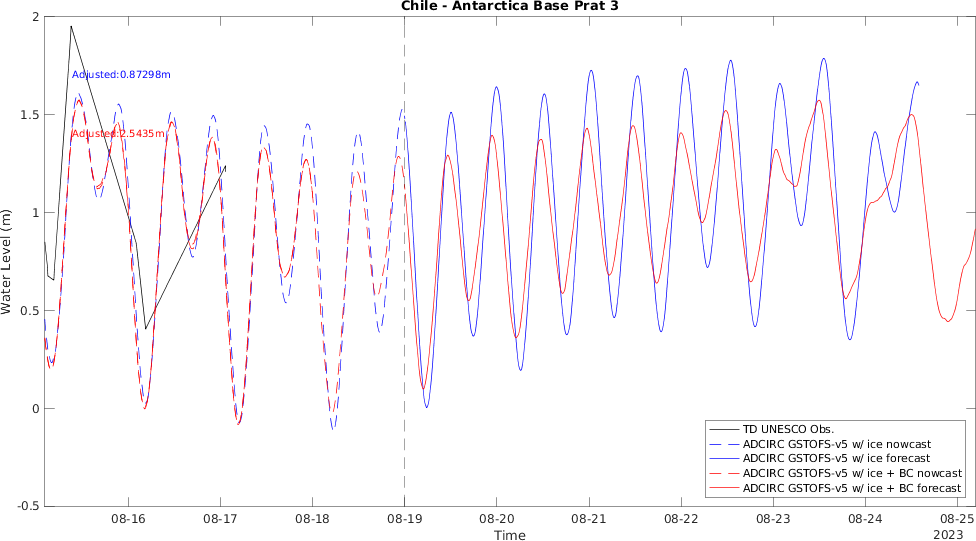 Chile - Antarctica Base Prat 3
2
1.5
1
0.5
0
-0.5
Water Level (m)
Adjusted:0.87298m
Adjusted:2.5435m
TD UNESCO Obs.
ADCIRC GSTOFS-v5 w/ ice nowcast
ADCIRC GSTOFS-v5 w/ ice forecast
ADCIRC GSTOFS-v5 w/ ice + BC nowcast
ADCIRC GSTOFS-v5 w/ ice + BC forecast
08-16 08-17 08-18 08-19 08-20 08-21 08-22 08-23 08-24 08-25
Time
2023